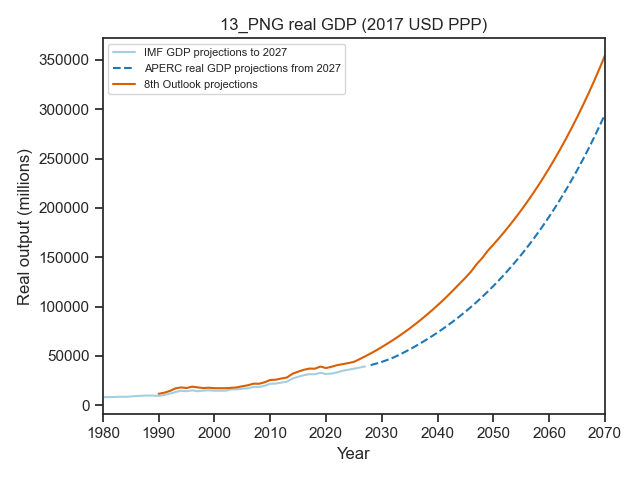 13_PNG real GDP (2017 USD PPP)
IMF GDP projections to 2027
APERC real GDP projections from 2027
8th Outlook projections
Real output (millions)
350000
300000
250000
200000
150000
100000
50000
0
1980 1990 2000 2010 2020 2030 2040 2050 2060 2070
Year